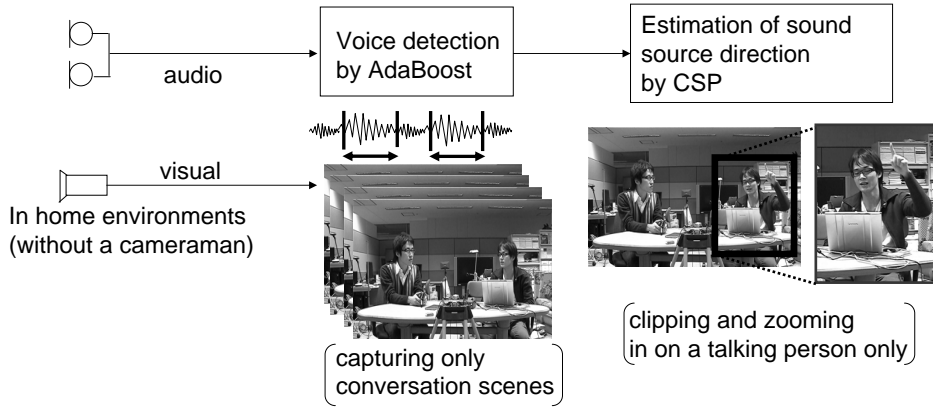 audio
Voice detection
by AdaBoost
Estimation of sound
source direction
by CSP
visual
In home environments
(without a cameraman)
capturing only
conversation scenes
clipping and zooming
in on a talking person only